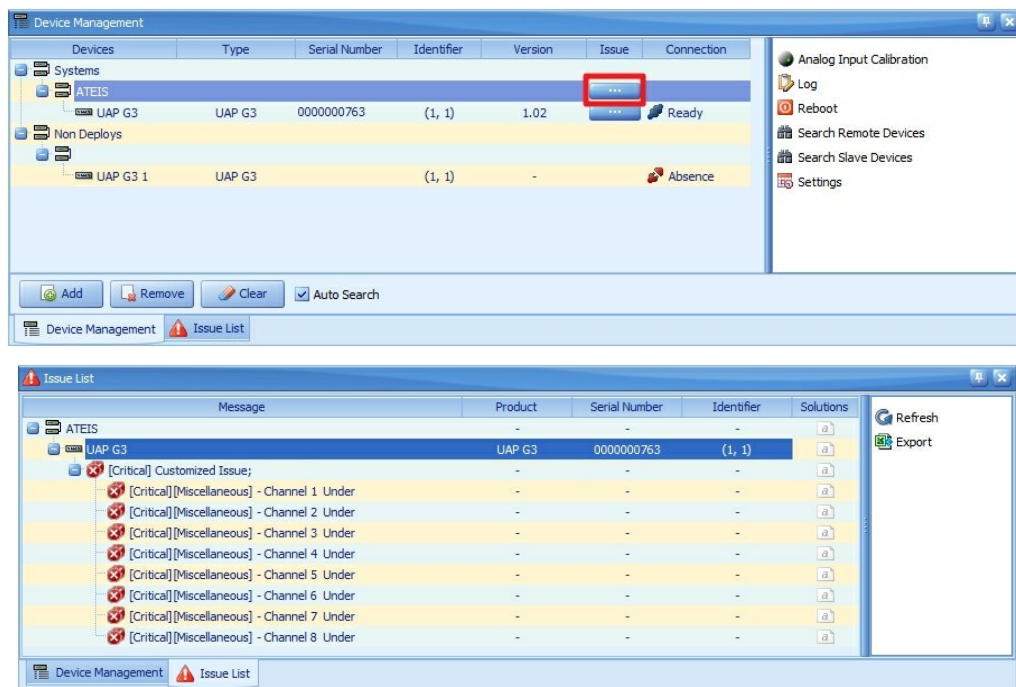 Device Management
Devices Type Serial Number Identifier Version Issue Connection
Systems
ATEIS ...
UAP G3 UAP G3 0000000763 (1, 1) 1.02 ... Ready
Non Deploys
UAP G3 1 UAP G3 (1, 1) - Absence
Analog Input Calibration
Log
Reboot
Search Remote Devices
Search Slave Devices
Settings
Add Remove Clear Auto Search
Device Management Issue List
Issue List
Message Product Serial Number Identifier Solutions
ATEIS - - - a
UAP G3 UAP G3 0000000763 (1, 1) a
[Critical] Customized Issue; - - - a
[Critical][Miscellaneous] - Channel 1 Under - - - a
[Critical][Miscellaneous] - Channel 2 Under - - - a
[Critical][Miscellaneous] - Channel 3 Under - - - a
[Critical][Miscellaneous] - Channel 4 Under - - - a
[Critical][Miscellaneous] - Channel 5 Under - - - a
[Critical][Miscellaneous] - Channel 6 Under - - - a
[Critical][Miscellaneous] - Channel 7 Under - - - a
[Critical][Miscellaneous] - Channel 8 Under - - - a
Refresh
Export
Device Management Issue List